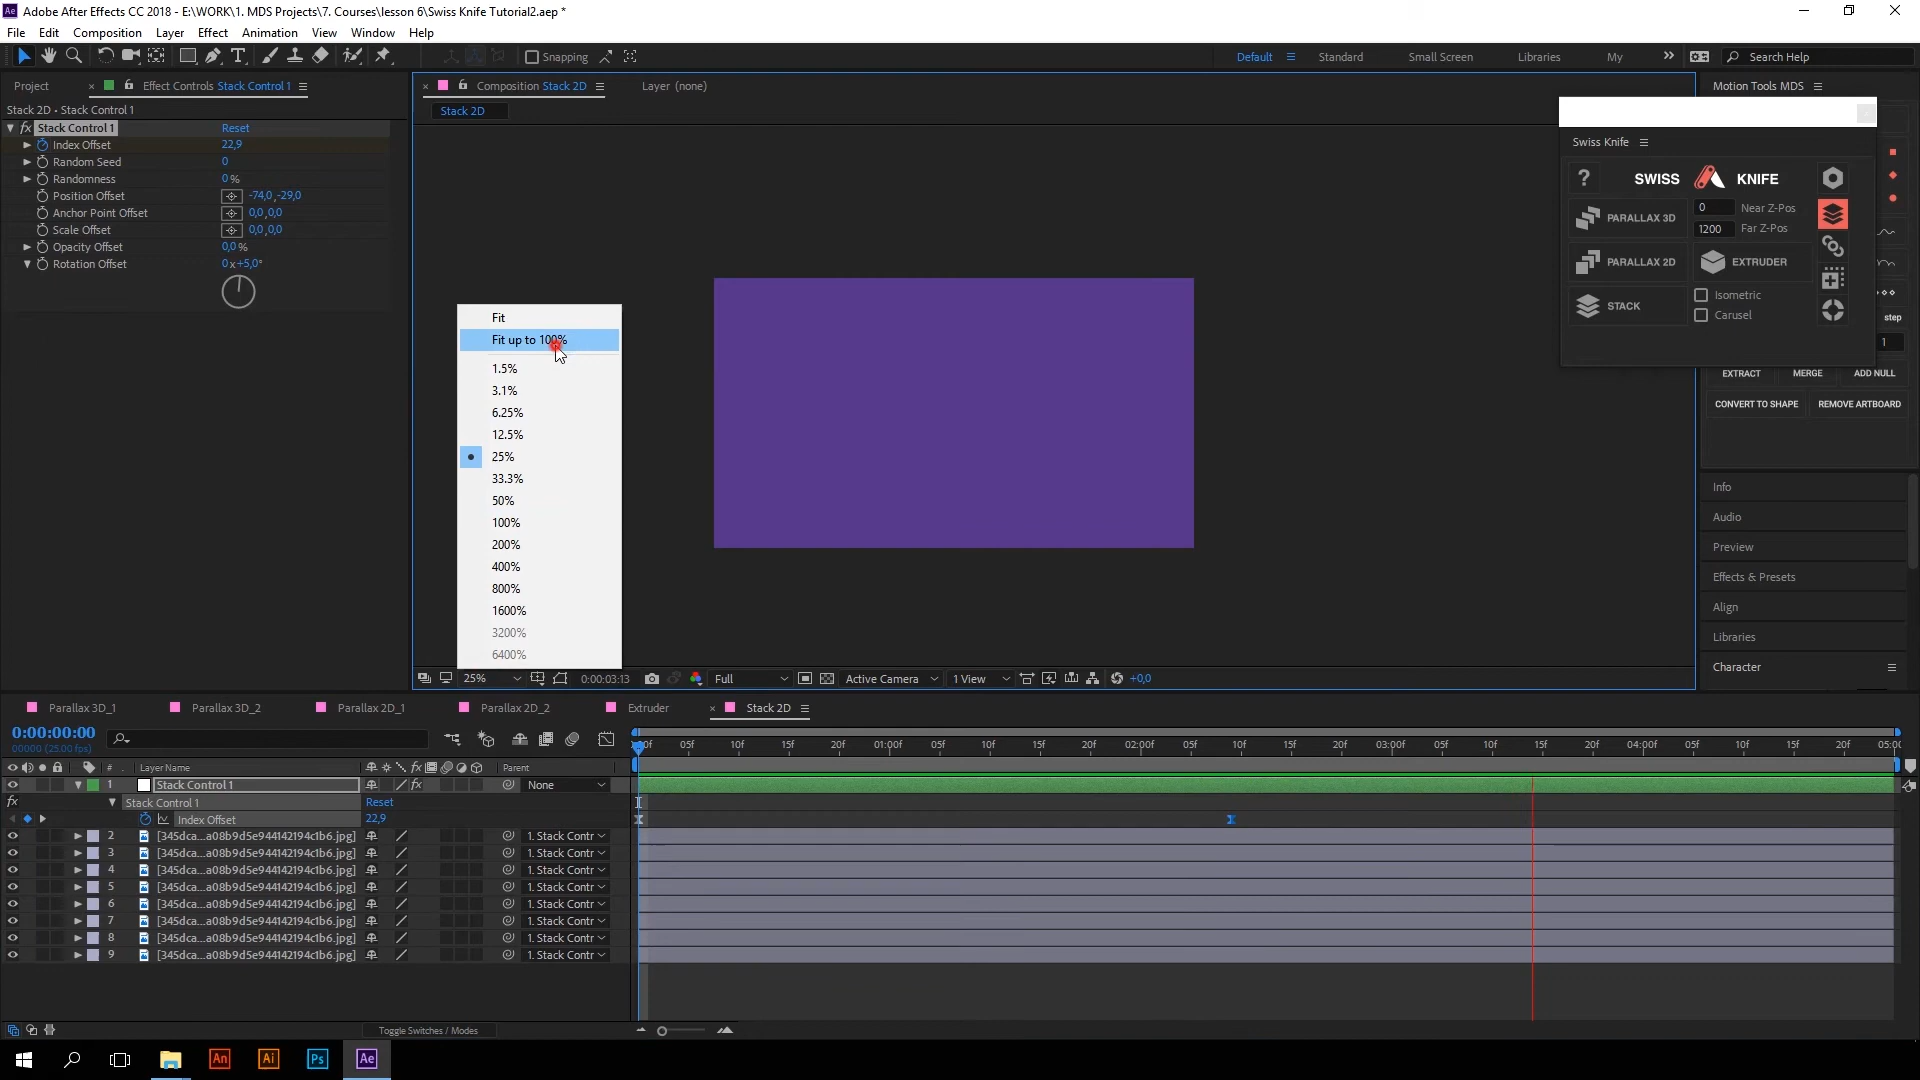 Adobe After Effects CC 2018 - E:\WORK\1. MDS Projects\7. Courses\lesson 6\Swiss Knife Tutorial2.aep *
File Edit Composition Layer Effect Animation View Window Help
Snapping
Default Standard Small Screen Libraries My Search Help
Project Effect Controls Stack Control 1
Composition Stack 2D Layer (none) Motion Tools MDS
Stack 2D • Stack Control 1
Stack 2D
fx Stack Control 1 Reset
Index Offset 22,9
Random Seed 0
Randomness 0 %
Position Offset -74,0,-29,0
Anchor Point Offset 0,0,0,0
Scale Offset 0,0,0,0
Opacity Offset 0,0 %
Rotation Offset 0x+5,0°
Fit
Fit up to 100%
1.5%
3.1%
6.25%
12.5%
25%
33.3%
50%
100%
200%
400%
800%
1600%
3200%
6400%
Swiss Knife
? SWISS KNIFE
PARALLAX 3D 0 Near Z-Pos
1200 Far Z-Pos
PARALLAX 2D EXTRUDER
STACK Isometric
Carusel
step
1
EXTRACT MERGE ADD NULL
CONVERT TO SHAPE REMOVE ARTBOARD
Info
Audio
Preview
Effects & Presets
Align
Libraries
Character
25% 0:00:03:13 Full Active Camera 1 View +0,0
Parallax 3D_1 Parallax 3D_2 Parallax 2D_1 Parallax 2D_2 Extruder Stack 2D
0:00:00:00
00000 (25.00 fps)
05f 10f 15f 20f 01:00f 05f 10f 15f 20f 02:00f 05f 10f 15f 20f 03:00f 05f 10f 15f 20f 04:00f 05f 10f 15f 20f 05:00
# Layer Name fx Parent
1 Stack Control 1 fx None
fx Stack Control 1 Reset
Index Offset 22,9
2 [345dca...a08b9d5e944142194c1b6.jpg] 1. Stack Contr
3 [345dca...a08b9d5e944142194c1b6.jpg] 1. Stack Contr
4 [345dca...a08b9d5e944142194c1b6.jpg] 1. Stack Contr
5 [345dca...a08b9d5e944142194c1b6.jpg] 1. Stack Contr
6 [345dca...a08b9d5e944142194c1b6.jpg] 1. Stack Contr
7 [345dca...a08b9d5e944142194c1b6.jpg] 1. Stack Contr
8 [345dca...a08b9d5e944142194c1b6.jpg] 1. Stack Contr
9 [345dca...a08b9d5e944142194c1b6.jpg] 1. Stack Contr
Toggle Switches / Modes
An Ai Ps Ae